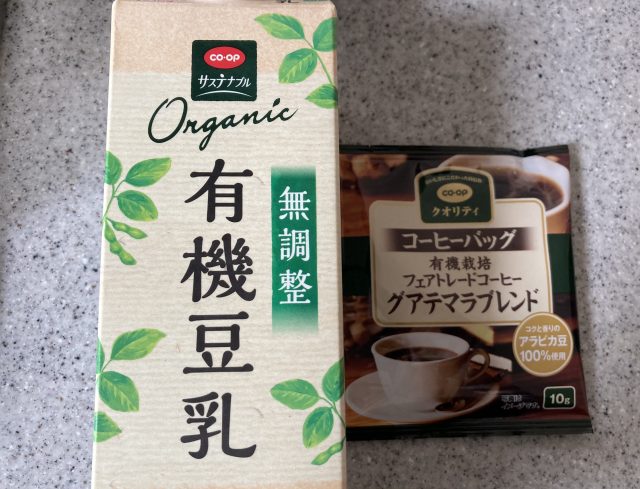 CO·OP
サステナブル
Organic
有機豆乳
無調整
CO·OP
クオリティ
コーヒーバッグ
有機栽培
フェアトレードコーヒー
グアテマラブレンド
コクと香りの
アラビカ豆
100%使用
10g